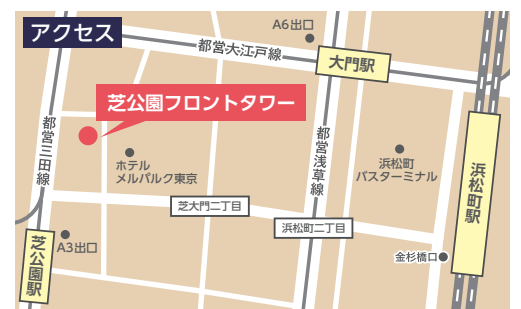 アクセス
A6出口
都営大江戸線
大門駅
芝公園フロントタワー
都営三田線
ホテル
メルパルク東京
都営浅草線
浜松町
バスターミナル
浜松町駅
芝大門二丁目
浜松町二丁目
芝公園駅
A3出口
金杉橋口